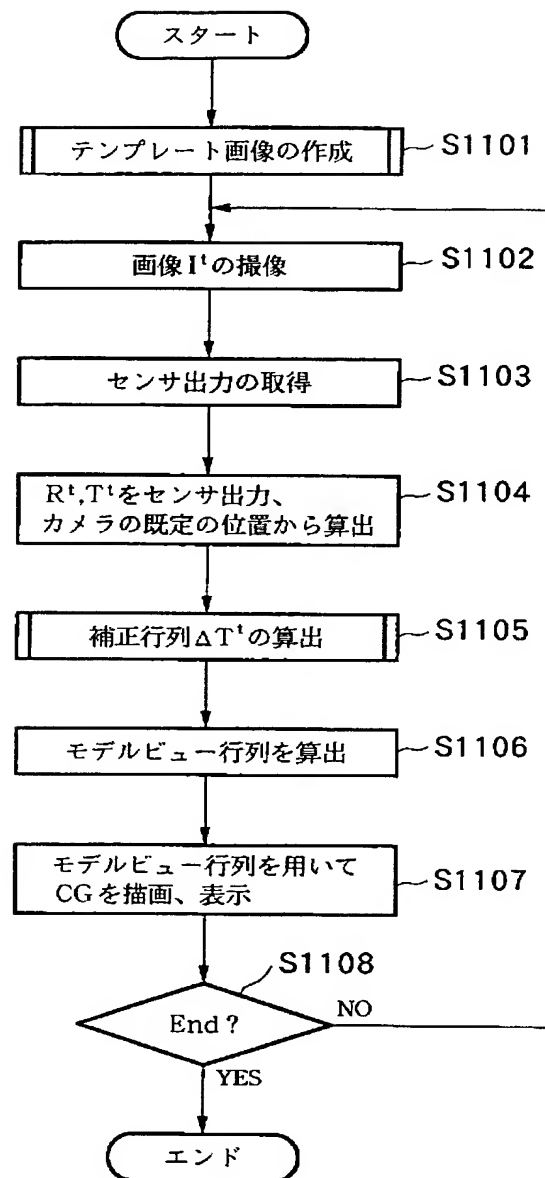 スタート
テンプレート画像の作成
S1101
画像Iᵗの撮像
S1102
センサ出力の取得
S1103
Rᵗ,Tᵗをセンサ出力、
カメラの既定の位置から算出
S1104
補正行列ΔTᵗの算出
S1105
モデルビュー行列を算出
S1106
モデルビュー行列を用いて
CGを描画、表示
S1107
S1108
End?
NO
YES
エンド